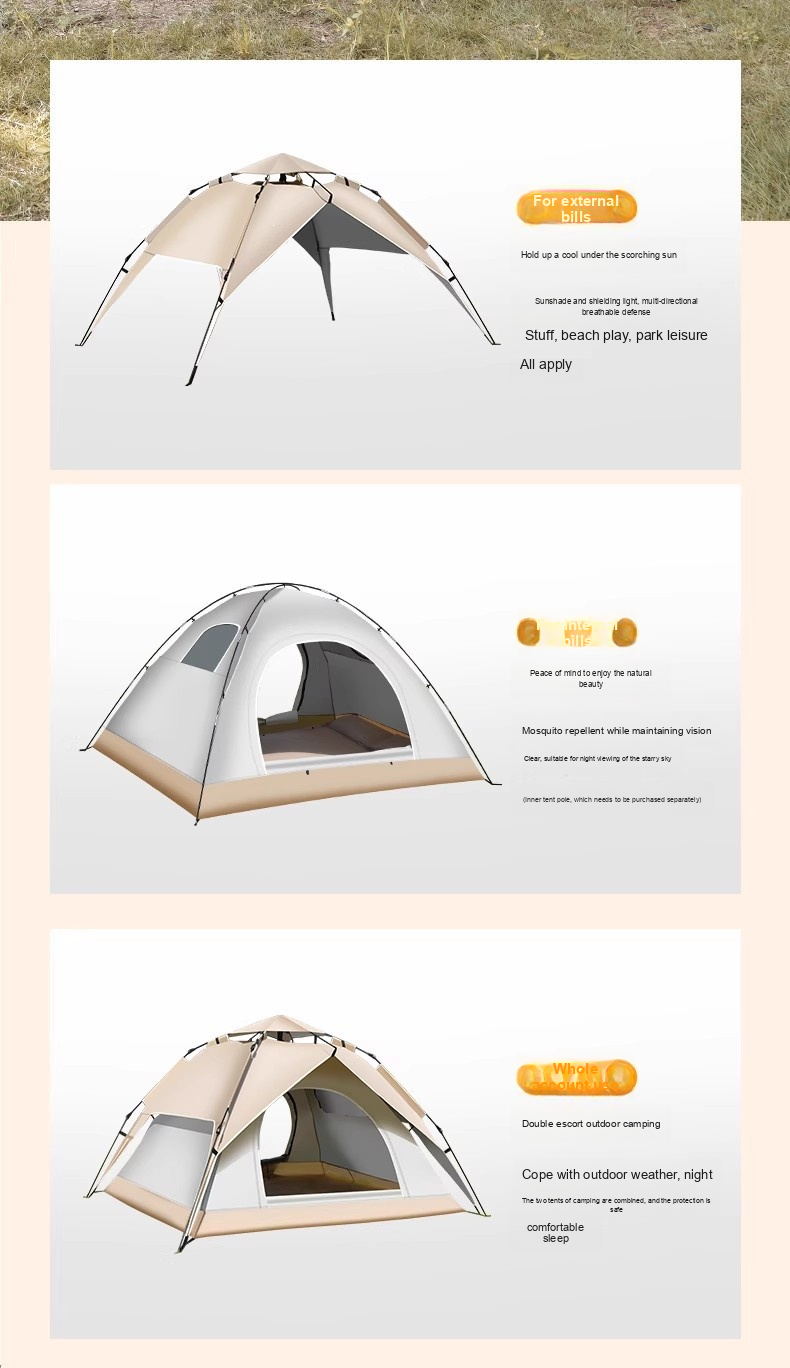 For external
bills
Hold up a cool under the scorching sun
Sunshade and shielding light, multi-directional
breathable defense
Stuff, beach play, park leisure
All apply
bills
Peace of mind to enjoy the natural
beauty
Mosquito repellent while maintaining vision
Clear, suitable for night viewing of the starry sky
(Inner tent pole, which needs to be purchased separately)
Whole
account
Double escort outdoor camping
Cope with outdoor weather, night
The two tents of camping are combined, and the protection is
safe
comfortable
sleep